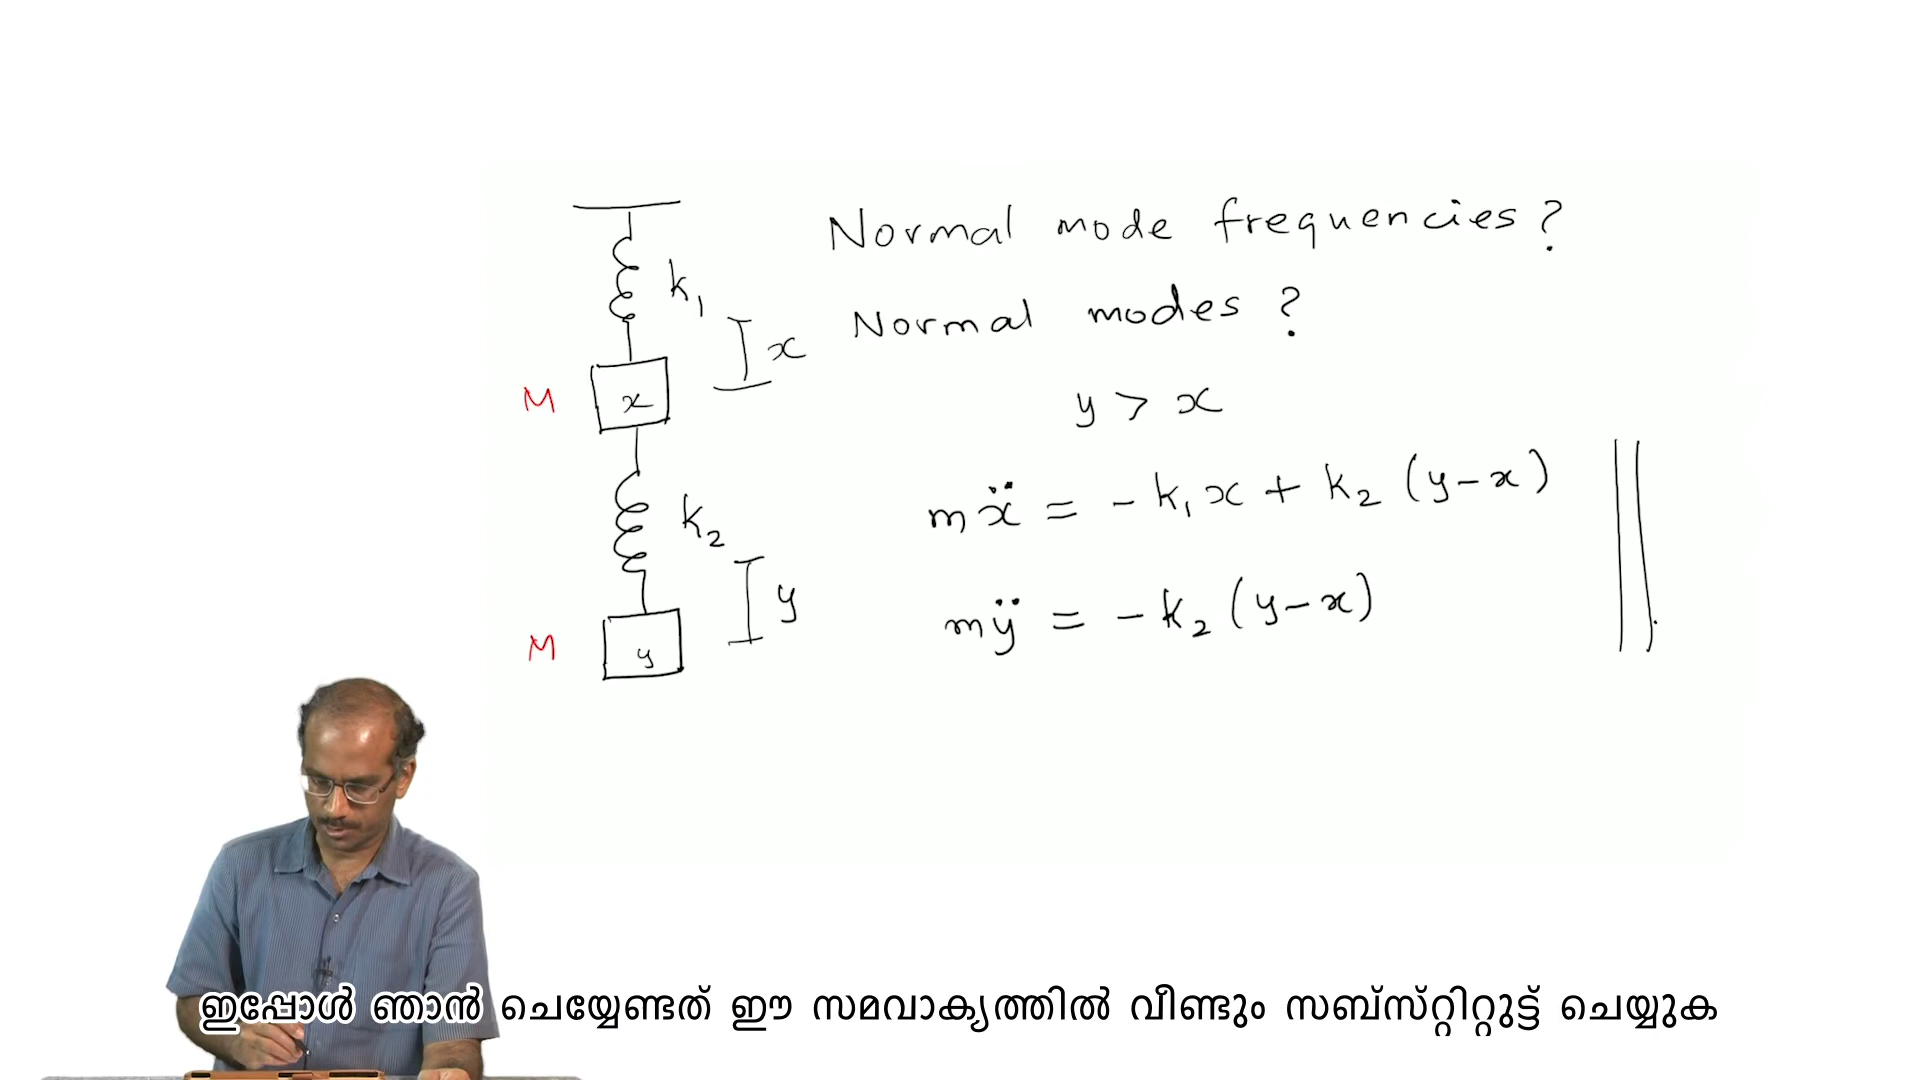 Normal mode frequencies?
k₁
Normal modes?
x
M
x
y > x
mẍ = -k₁x + k₂ (y-x)
k₂
y
mÿ = -k₂ (y-x)
M
y
ഇപ്പോൾ ഞാൻ ചെയ്യേണ്ടത് ഈ സമവാക്യത്തിൽ വീണ്ടും സബ്സ്റ്റിറ്റുട്ട് ചെയ്യുക